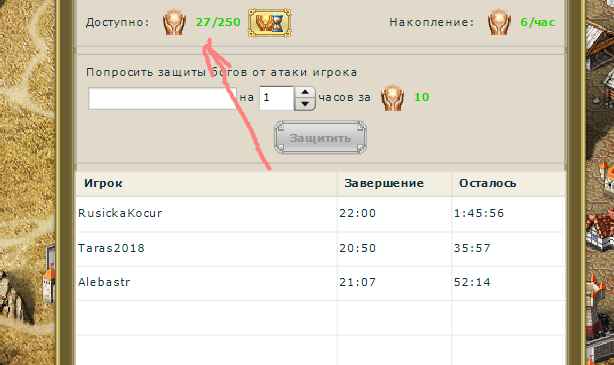 Доступно: 27/250 Накопление: 6/час
Попросить защиты богов от атаки игрока
на 1 часов за 10
Защитить
Игрок Завершение Осталось
RusickaKocur 22:00 1:45:56
Taras2018 20:50 35:57
Alebastr 21:07 52:14